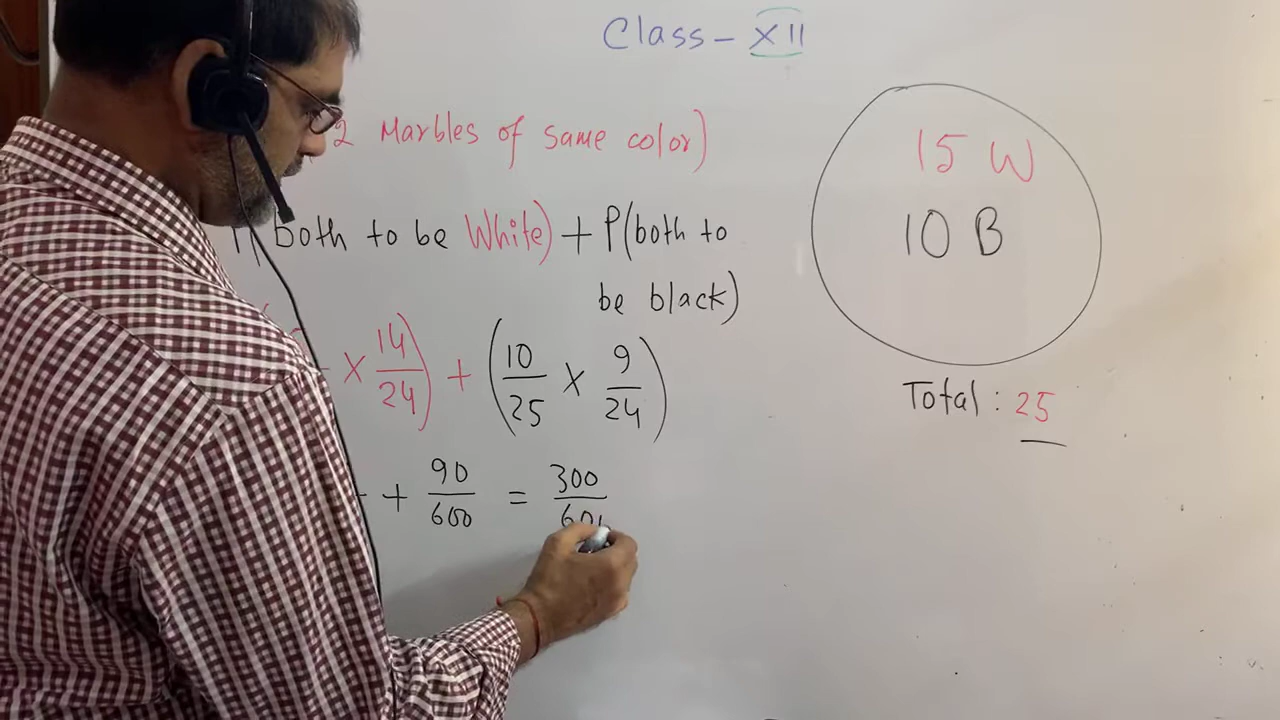 Class – XII
2 Marbles of same color)
both to be White) + P(both to
be black)
× 14/24) + (10/25 × 9/24)
+ 90/600 = 300/60
15 W
10 B
Total : 25